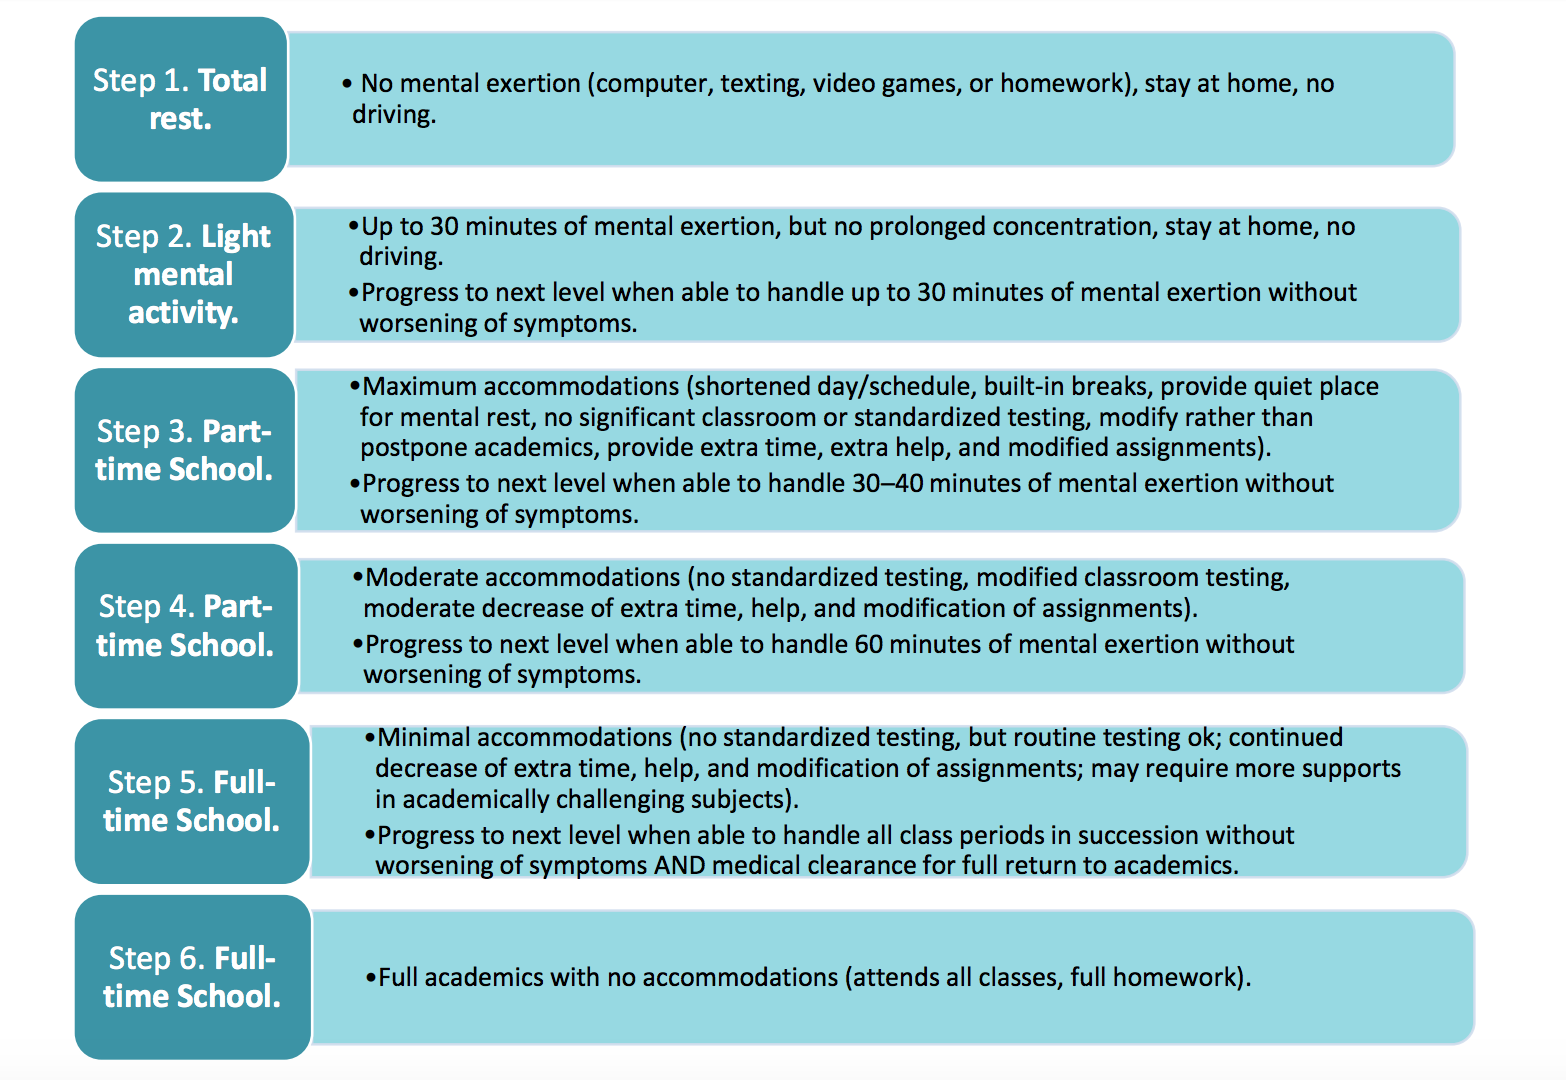 Step 1. Total
rest.
• No mental exertion (computer, texting, video games, or homework), stay at home, no
driving.
Step 2. Light
mental
activity.
•Up to 30 minutes of mental exertion, but no prolonged concentration, stay at home, no
driving.
•Progress to next level when able to handle up to 30 minutes of mental exertion without
worsening of symptoms.
Step 3. Part-
time School.
•Maximum accommodations (shortened day/schedule, built-in breaks, provide quiet place
for mental rest, no significant classroom or standardized testing, modify rather than
postpone academics, provide extra time, extra help, and modified assignments).
•Progress to next level when able to handle 30–40 minutes of mental exertion without
worsening of symptoms.
Step 4. Part-
time School.
•Moderate accommodations (no standardized testing, modified classroom testing,
moderate decrease of extra time, help, and modification of assignments).
•Progress to next level when able to handle 60 minutes of mental exertion without
worsening of symptoms.
Step 5. Full-
time School.
•Minimal accommodations (no standardized testing, but routine testing ok; continued
decrease of extra time, help, and modification of assignments; may require more supports
in academically challenging subjects).
•Progress to next level when able to handle all class periods in succession without
worsening of symptoms AND medical clearance for full return to academics.
Step 6. Full-
time School.
•Full academics with no accommodations (attends all classes, full homework).